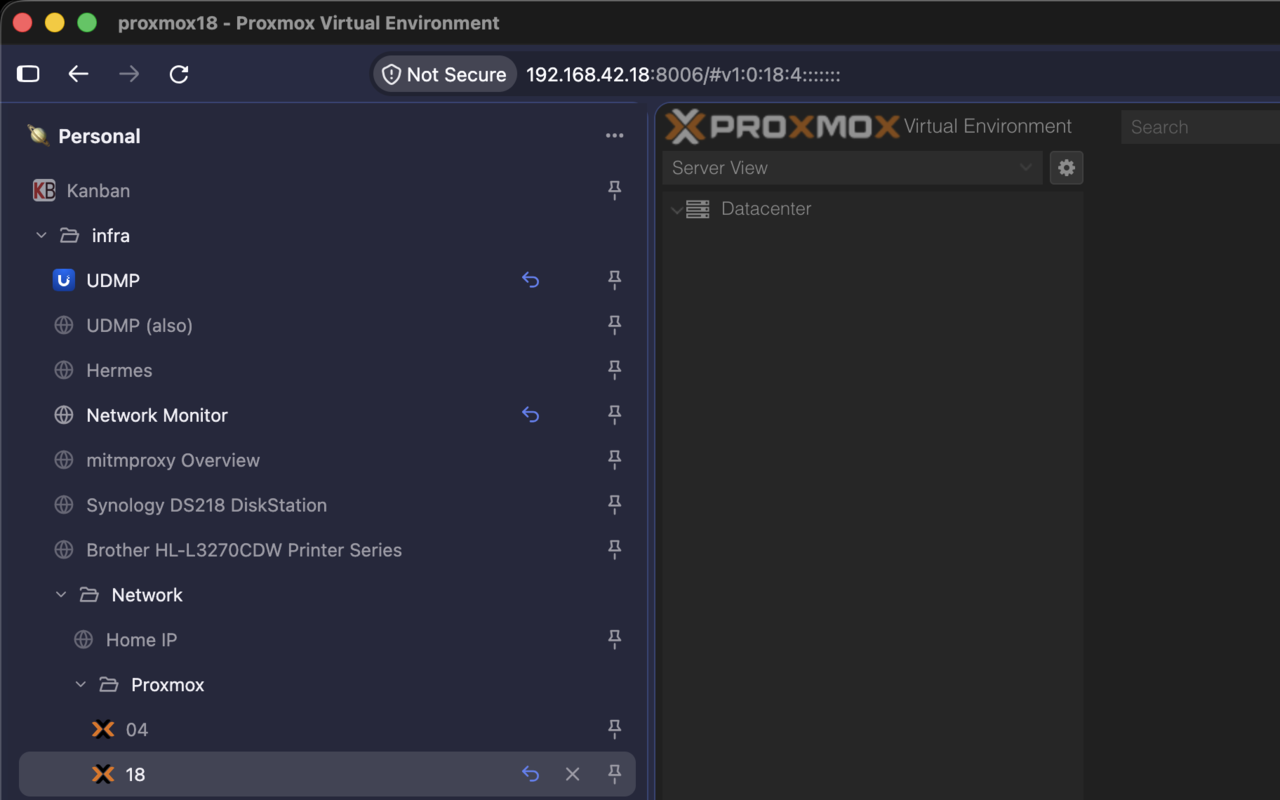 proxmox18 - Proxmox Virtual Environment
Not Secure 192.168.42.18:8006/#v1:0:18:4:::::::
Personal
KB Kanban
infra
UDMP
UDMP (also)
Hermes
Network Monitor
mitmproxy Overview
Synology DS218 DiskStation
Brother HL-L3270CDW Printer Series
Network
Home IP
Proxmox
04
18
PROXMOX Virtual Environment
Search
Server View
Datacenter